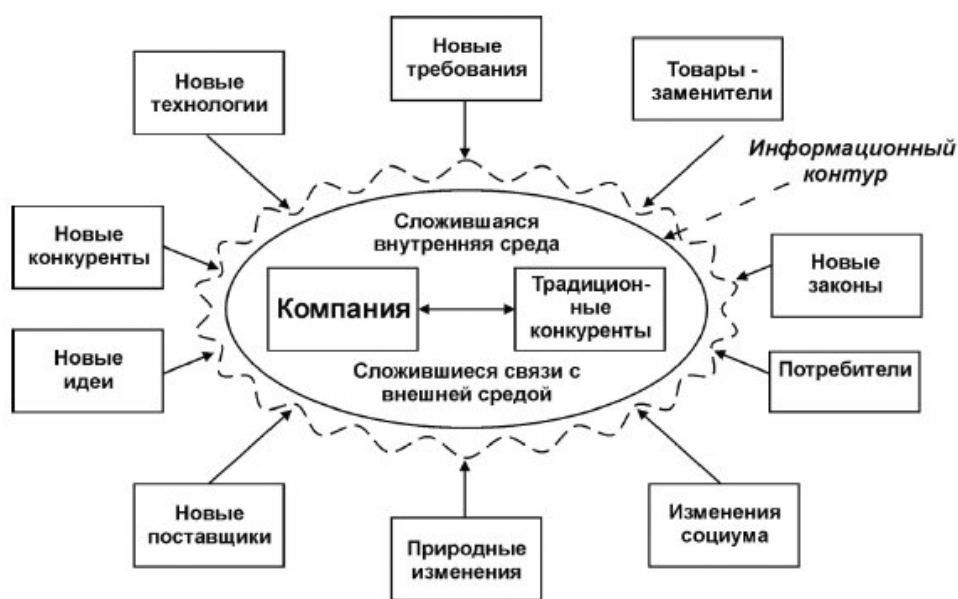 Новые
требования
Товары -
заменители
Новые
технологии
Информационный
контур
Новые
конкуренты
Сложившаяся
внутренняя среда
Новые
законы
Компания
Традицион-
ные
конкуренты
Новые
идеи
Сложившиеся связи с
внешней средой
Потребители
Новые
поставщики
Природные
изменения
Изменения
социума